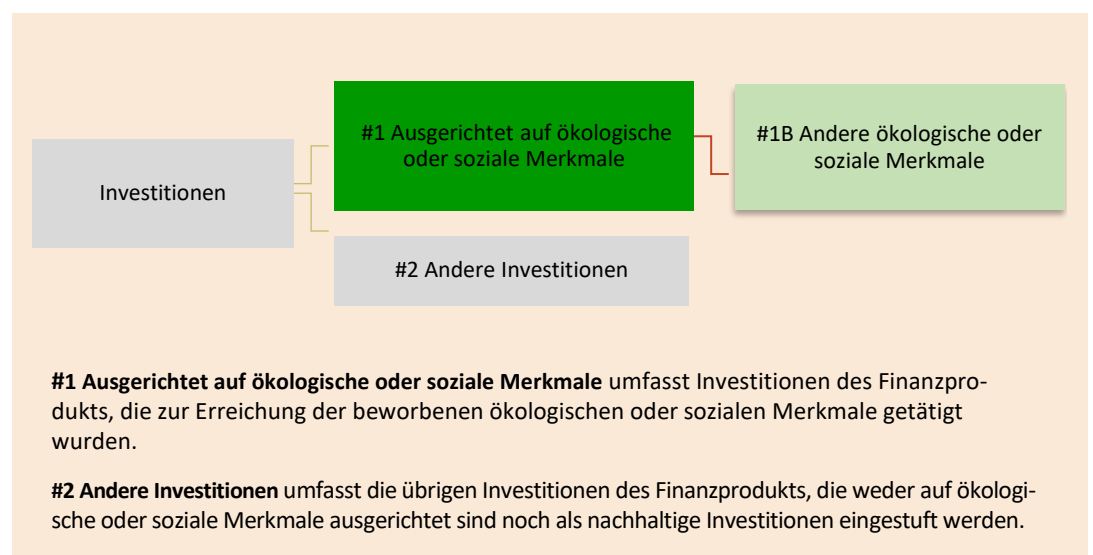 #1 Ausgerichtet auf ökologische
oder soziale Merkmale
#1B Andere ökologische oder
soziale Merkmale
Investitionen
#2 Andere Investitionen
#1 Ausgerichtet auf ökologische oder soziale Merkmale umfasst Investitionen des Finanzpro-
dukts, die zur Erreichung der beworbenen ökologischen oder sozialen Merkmale getätigt
wurden.
#2 Andere Investitionen umfasst die übrigen Investitionen des Finanzprodukts, die weder auf ökologi-
sche oder soziale Merkmale ausgerichtet sind noch als nachhaltige Investitionen eingestuft werden.